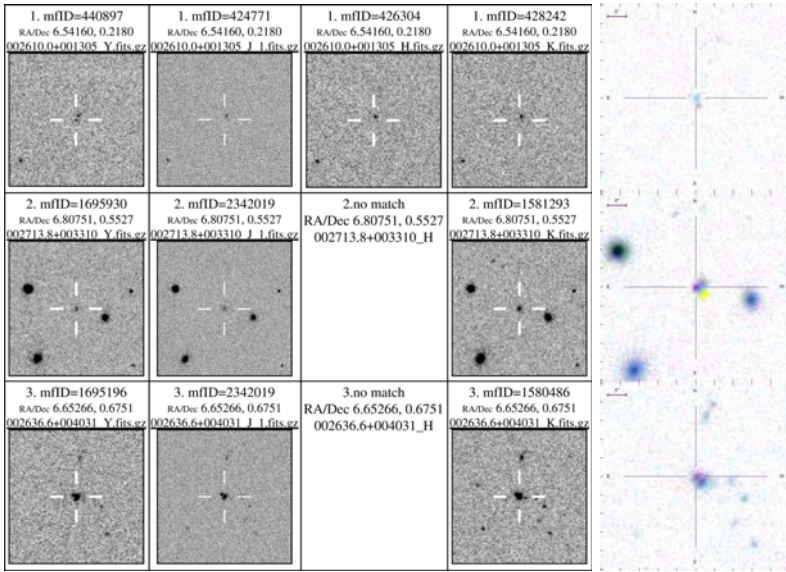 1. mfID=440897
RA/Dec 6.54160, 0.2180
002610.0+001305_Y.fits.gz
1. mfID=424771
RA/Dec 6.54160, 0.2180
002610.0+001305_J_1.fits.gz
1. mfID=426304
RA/Dec 6.54160, 0.2180
002610.0+001305_H.fits.gz
1. mfID=428242
RA/Dec 6.54160, 0.2180
002610.0+001305_K.fits.gz
2. mfID=1695930
RA/Dec 6.80751, 0.5527
002713.8+003310_Y.fits.gz
2. mfID=2342019
RA/Dec 6.80751, 0.5527
002713.8+003310_J_1.fits.gz
2.no match
RA/Dec 6.80751, 0.5527
002713.8+003310_H
2. mfID=1581293
RA/Dec 6.80751, 0.5527
002713.8+003310_K.fits.gz
3. mfID=1695196
RA/Dec 6.65266, 0.6751
002636.6+004031_Y.fits.gz
3. mfID=2342019
RA/Dec 6.65266, 0.6751
002636.6+004031_J_1.fits.gz
3.no match
RA/Dec 6.65266, 0.6751
002636.6+004031_H
3. mfID=1580486
RA/Dec 6.65266, 0.6751
002636.6+004031_K.fits.gz